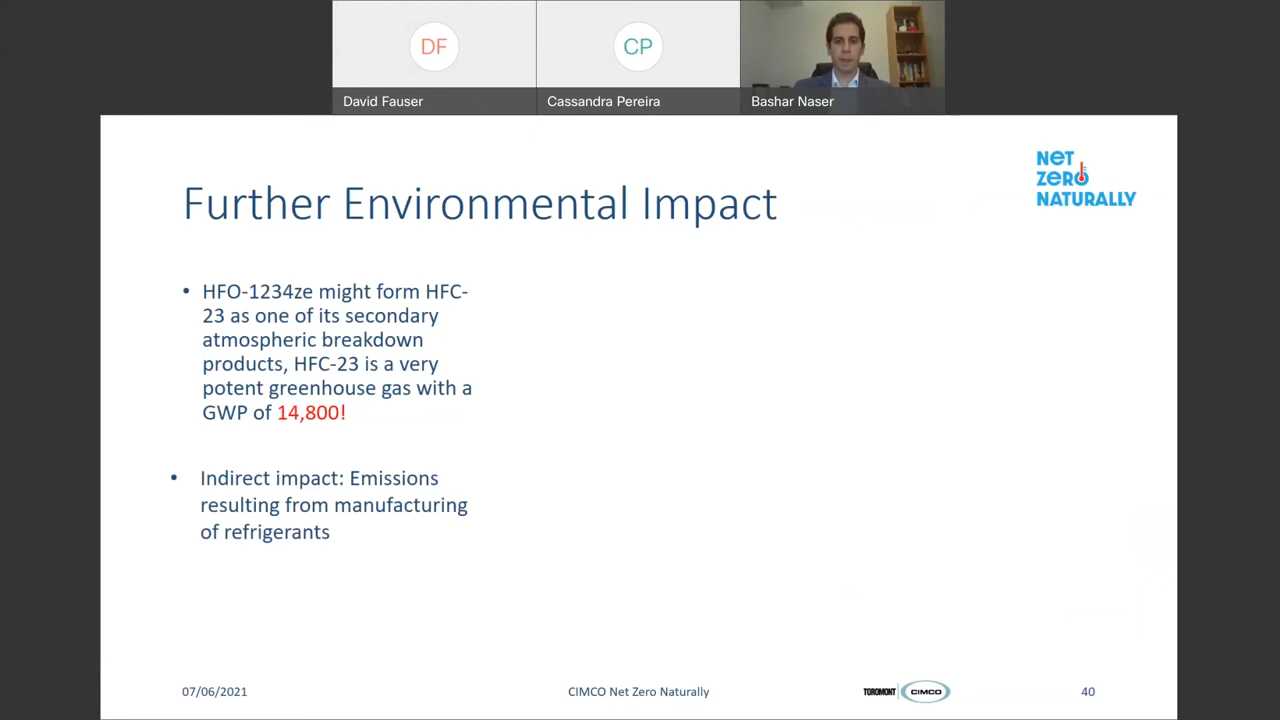 DF
CP
David Fauser
Cassandra Pereira
Bashar Naser
NET
ZERO
NATURALLY
Further Environmental Impact
• HFO-1234ze might form HFC-
23 as one of its secondary
atmospheric breakdown
products, HFC-23 is a very
potent greenhouse gas with a
GWP of 14,800!
• Indirect impact: Emissions
resulting from manufacturing
of refrigerants
07/06/2021
CIMCO Net Zero Naturally
TOROMONT
CIMCO
40